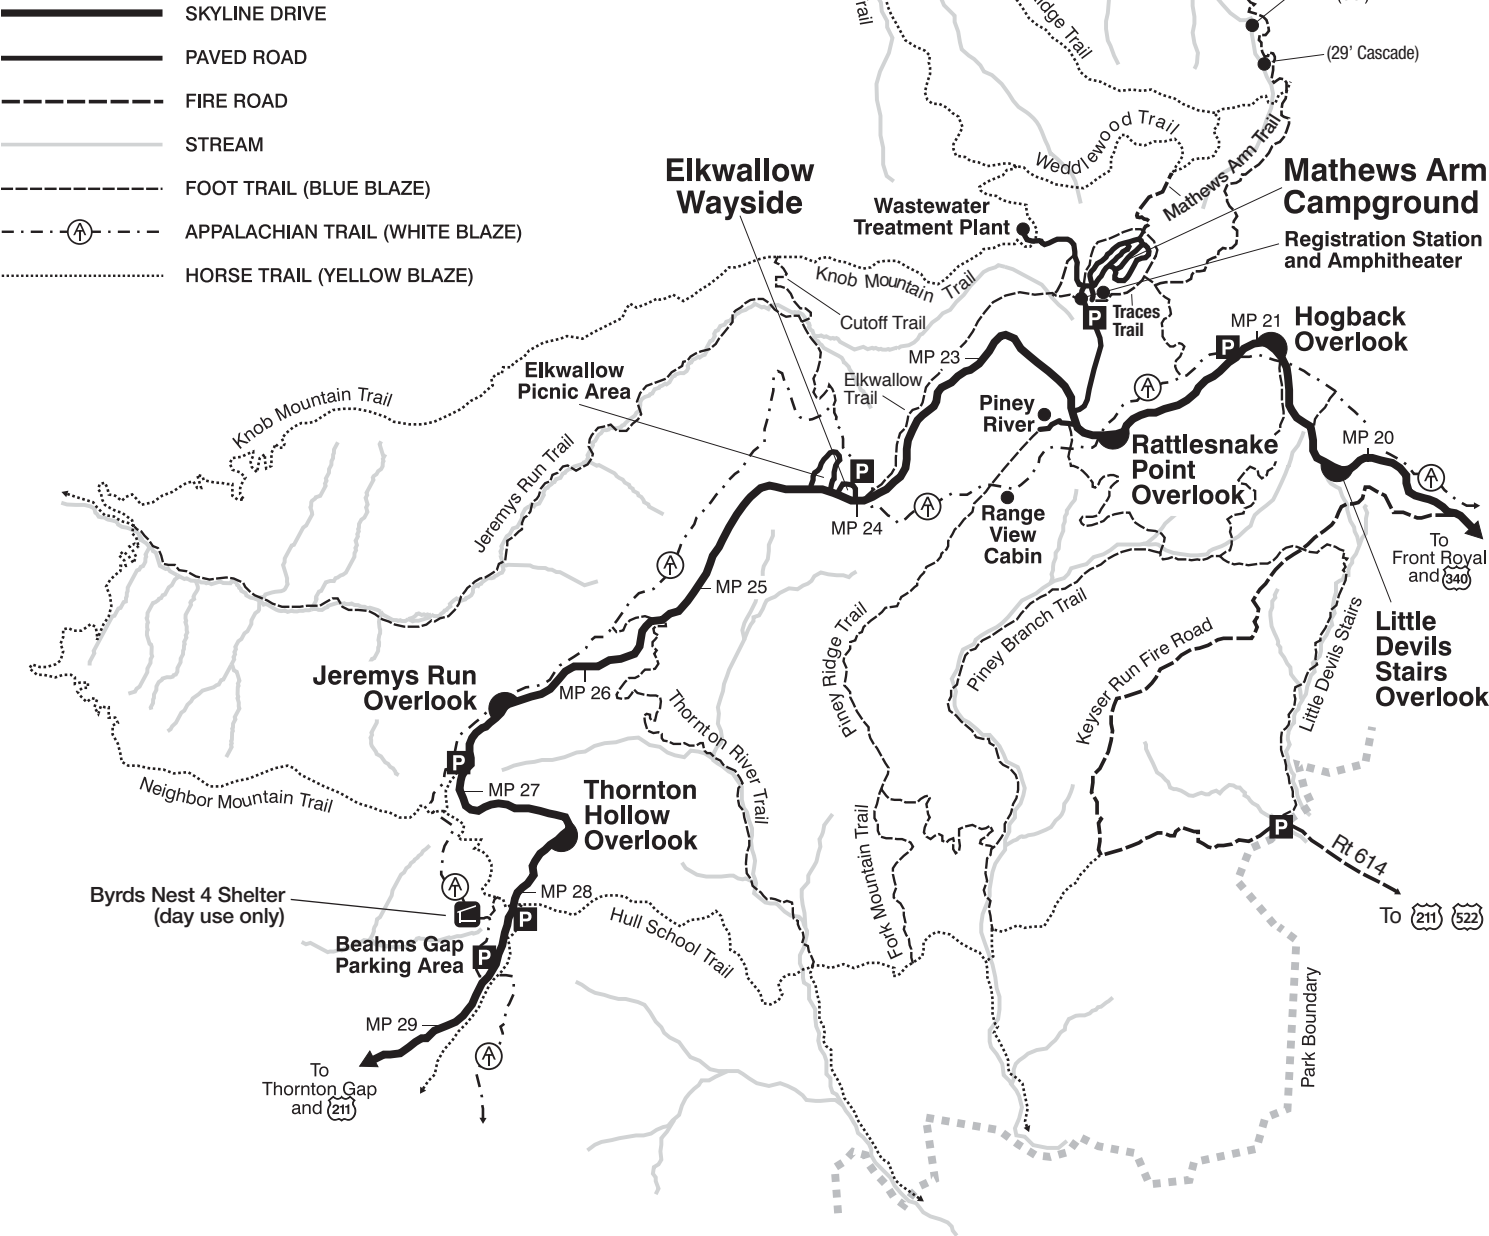 SKYLINE DRIVE
PAVED ROAD
FIRE ROAD
STREAM
FOOT TRAIL (BLUE BLAZE)
APPALACHIAN TRAIL (WHITE BLAZE)
HORSE TRAIL (YELLOW BLAZE)
Trail
(29' Cascade)
Weddlewood Trail
Mathews Arm Trail
Elkwallow
Wayside
Mathews Arm
Campground
Wastewater
Treatment Plant
Registration Station
and Amphitheater
Knob Mountain Trail
Cutoff Trail
P
Traces
Trail
MP 21
Hogback
Overlook
P
MP 23
Elkwallow
Picnic Area
Elkwallow
Trail
Knob Mountain Trail
Piney
River
Rattlesnake
Point
Overlook
MP 20
Jeremys Run Trail
P
MP 24
Range
View
Cabin
To
Front Royal
and 340
MP 25
Piney Ridge Trail
Piney Branch Trail
Keyser Run Fire Road
Little Devils Stairs
Little
Devils
Stairs
Overlook
Jeremys Run
Overlook
MP 26
Thornton River Trail
P
MP 27
Neighbor Mountain Trail
Thornton
Hollow
Overlook
Fork Mountain Trail
P
Rt 614
To 211 522
MP 28
Byrds Nest 4 Shelter
(day use only)
P
Hull School Trail
Beahms Gap
Parking Area
P
MP 29
Park Boundary
To
Thornton Gap
and 211